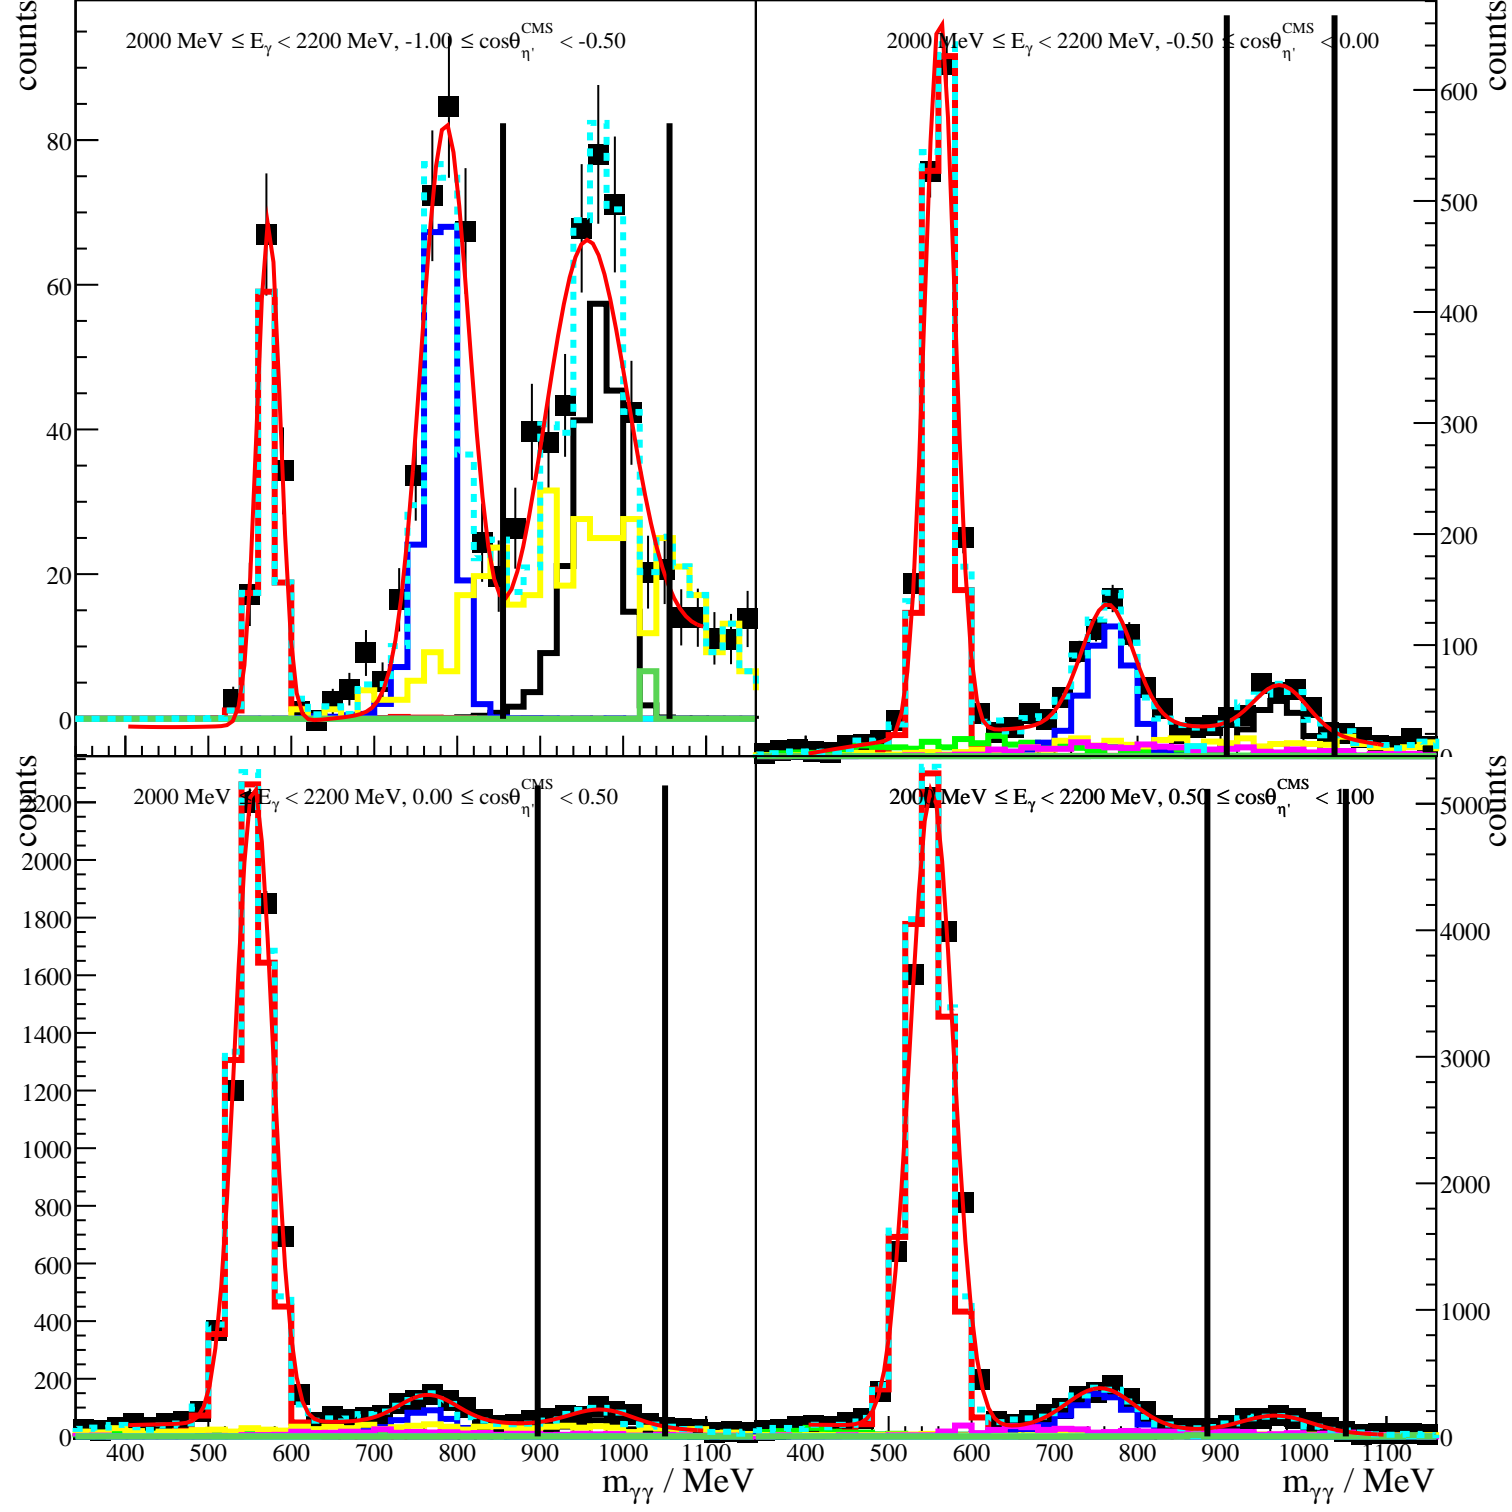 2000 MeV ≤ Eγ < 2200 MeV, -1.00 ≤ cosθη'^CMS < -0.50
counts
80
60
40
20
0
2000 MeV ≤ Eγ < 2200 MeV, -0.50 ≤ cosθη'^CMS < 0.00
counts
600
500
400
300
200
100
0
2000 MeV ≤ Eγ < 2200 MeV, 0.00 ≤ cosθη'^CMS < 0.50
counts
2200
2000
1800
1600
1400
1200
1000
800
600
400
200
0
400 500 600 700 800 900 1000 1100
mγγ / MeV
2000 MeV ≤ Eγ < 2200 MeV, 0.50 ≤ cosθη'^CMS < 1.00
counts
5000
4000
3000
2000
1000
0
400 500 600 700 800 900 1000 1100
mγγ / MeV